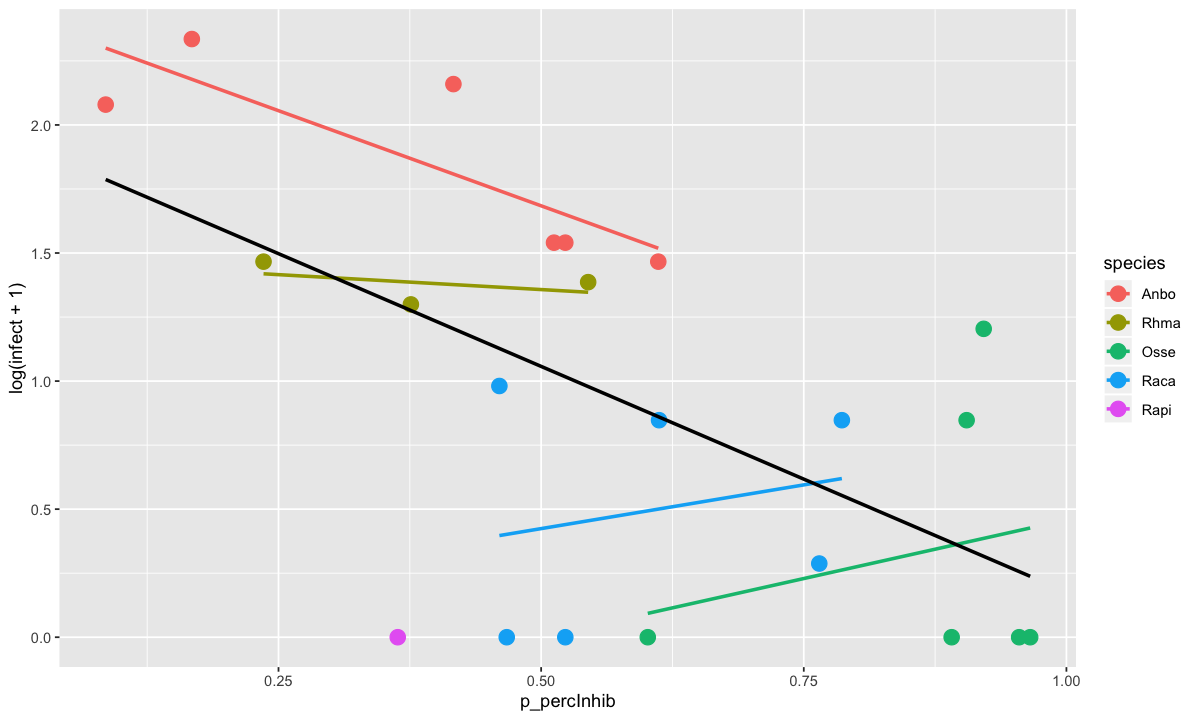 log(infect + 1)
2.0
1.5
1.0
0.5
0.0
0.25
0.50
0.75
1.00
p_percInhib
species
Anbo
Rhma
Osse
Raca
Rapi